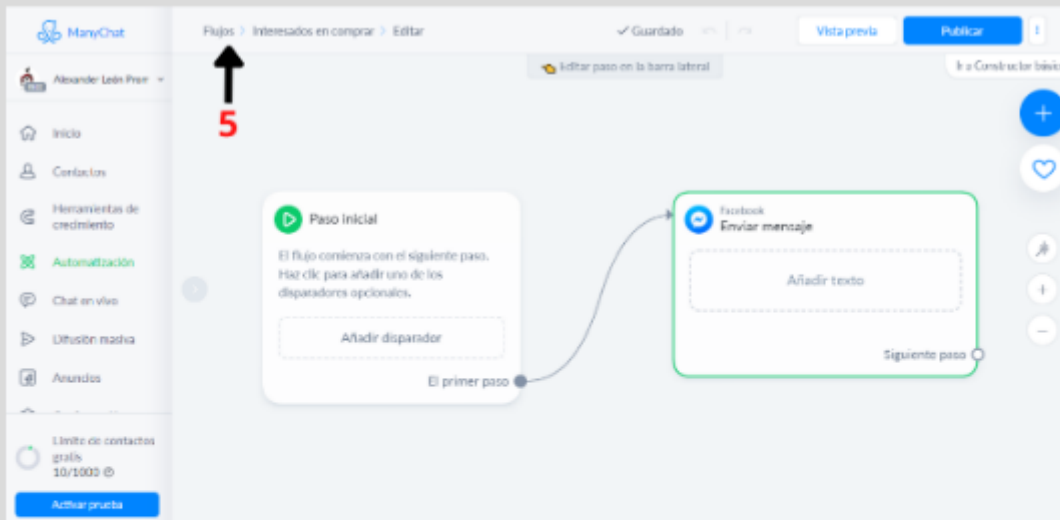 ManyChat
Flujos > Interesados en comprar > Editar
✓ Guardado
Vista previa
Publicar
Editar paso en la barra lateral
Ir a Constructor
Alexander León
5
Inicio
Contactos
Herramientas de
crecimiento
Automatización
Chat en vivo
Difusión masiva
Anuncios
Límite de contactos
gratis
10/1000
Activar prueba
Paso Inicial
El flujo comienza con el siguiente paso.
Haz clic para añadir uno de los
disparadores opcionales.
Añadir disparador
El primer paso
Facebook
Enviar mensaje
Añadir texto
Siguiente paso